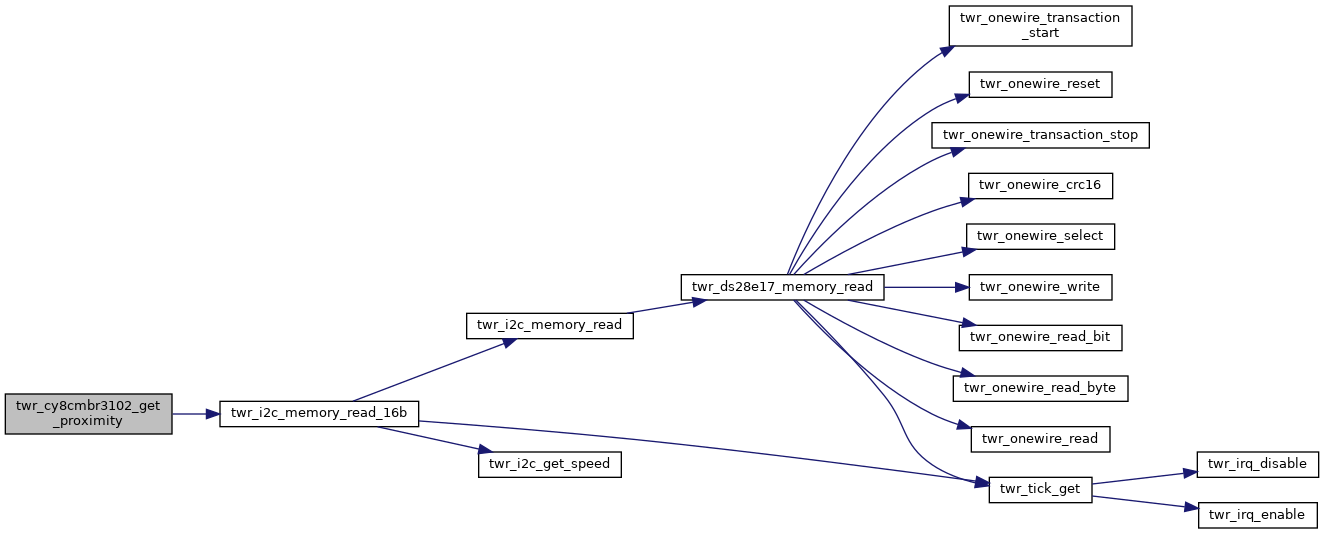 twr_cy8cmbr3102_get
_proximity
twr_i2c_memory_read_16b
twr_i2c_memory_read
twr_i2c_get_speed
twr_ds28e17_memory_read
twr_onewire_transaction
_start
twr_onewire_reset
twr_onewire_transaction_stop
twr_onewire_crc16
twr_onewire_select
twr_onewire_write
twr_onewire_read_bit
twr_onewire_read_byte
twr_onewire_read
twr_tick_get
twr_irq_disable
twr_irq_enable